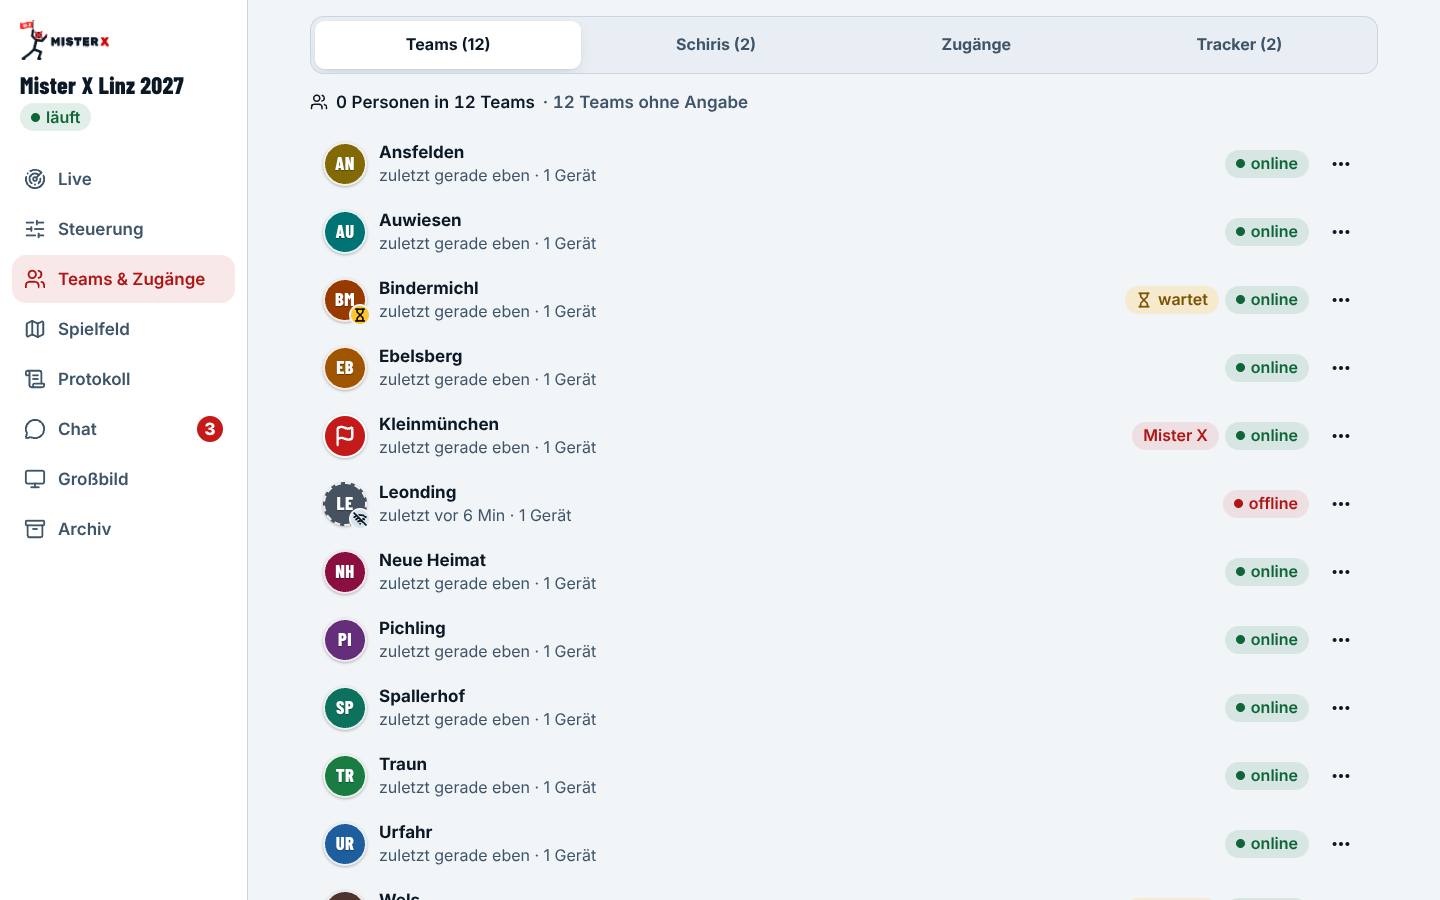 MISTER X
Mister X Linz 2027
läuft
Live
Steuerung
Teams & Zugänge
Spielfeld
Protokoll
Chat
3
Großbild
Archiv
Teams (12)
Schiris (2)
Zugänge
Tracker (2)
0 Personen in 12 Teams · 12 Teams ohne Angabe
AN
Ansfelden
zuletzt gerade eben · 1 Gerät
online
AU
Auwiesen
zuletzt gerade eben · 1 Gerät
online
BM
Bindermichl
zuletzt gerade eben · 1 Gerät
wartet
online
EB
Ebelsberg
zuletzt gerade eben · 1 Gerät
online
Kleinmünchen
zuletzt gerade eben · 1 Gerät
Mister X
online
LE
Leonding
zuletzt vor 6 Min · 1 Gerät
offline
NH
Neue Heimat
zuletzt gerade eben · 1 Gerät
online
PI
Pichling
zuletzt gerade eben · 1 Gerät
online
SP
Spallerhof
zuletzt gerade eben · 1 Gerät
online
TR
Traun
zuletzt gerade eben · 1 Gerät
online
UR
Urfahr
zuletzt gerade eben · 1 Gerät
online
Wels